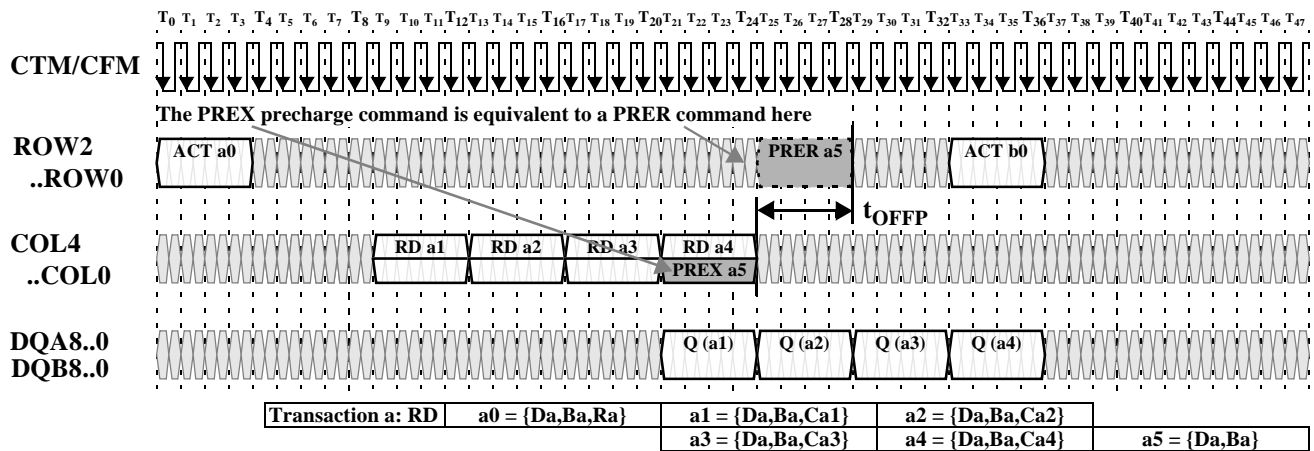 T0 T1 T2 T3 T4 T5 T6 T7 T8 T9 T10 T11 T12 T13 T14 T15 T16 T17 T18 T19 T20 T21 T22 T23 T24 T25 T26 T27 T28 T29 T30 T31 T32 T33 T34 T35 T36 T37 T38 T39 T40 T41 T42 T43 T44 T45 T46 T47
CTM/CFM
The PREX precharge command is equivalent to a PRER command here
ROW2
..ROW0
ACT a0
PRER a5
ACT b0
tOFFP
COL4
..COL0
RD a1
RD a2
RD a3
RD a4
PREX a5
DQA8..0
DQB8..0
Q (a1)
Q (a2)
Q (a3)
Q (a4)
Transaction a: RD
a0 = {Da,Ba,Ra}
a1 = {Da,Ba,Ca1}
a2 = {Da,Ba,Ca2}
a3 = {Da,Ba,Ca3}
a4 = {Da,Ba,Ca4}
a5 = {Da,Ba}